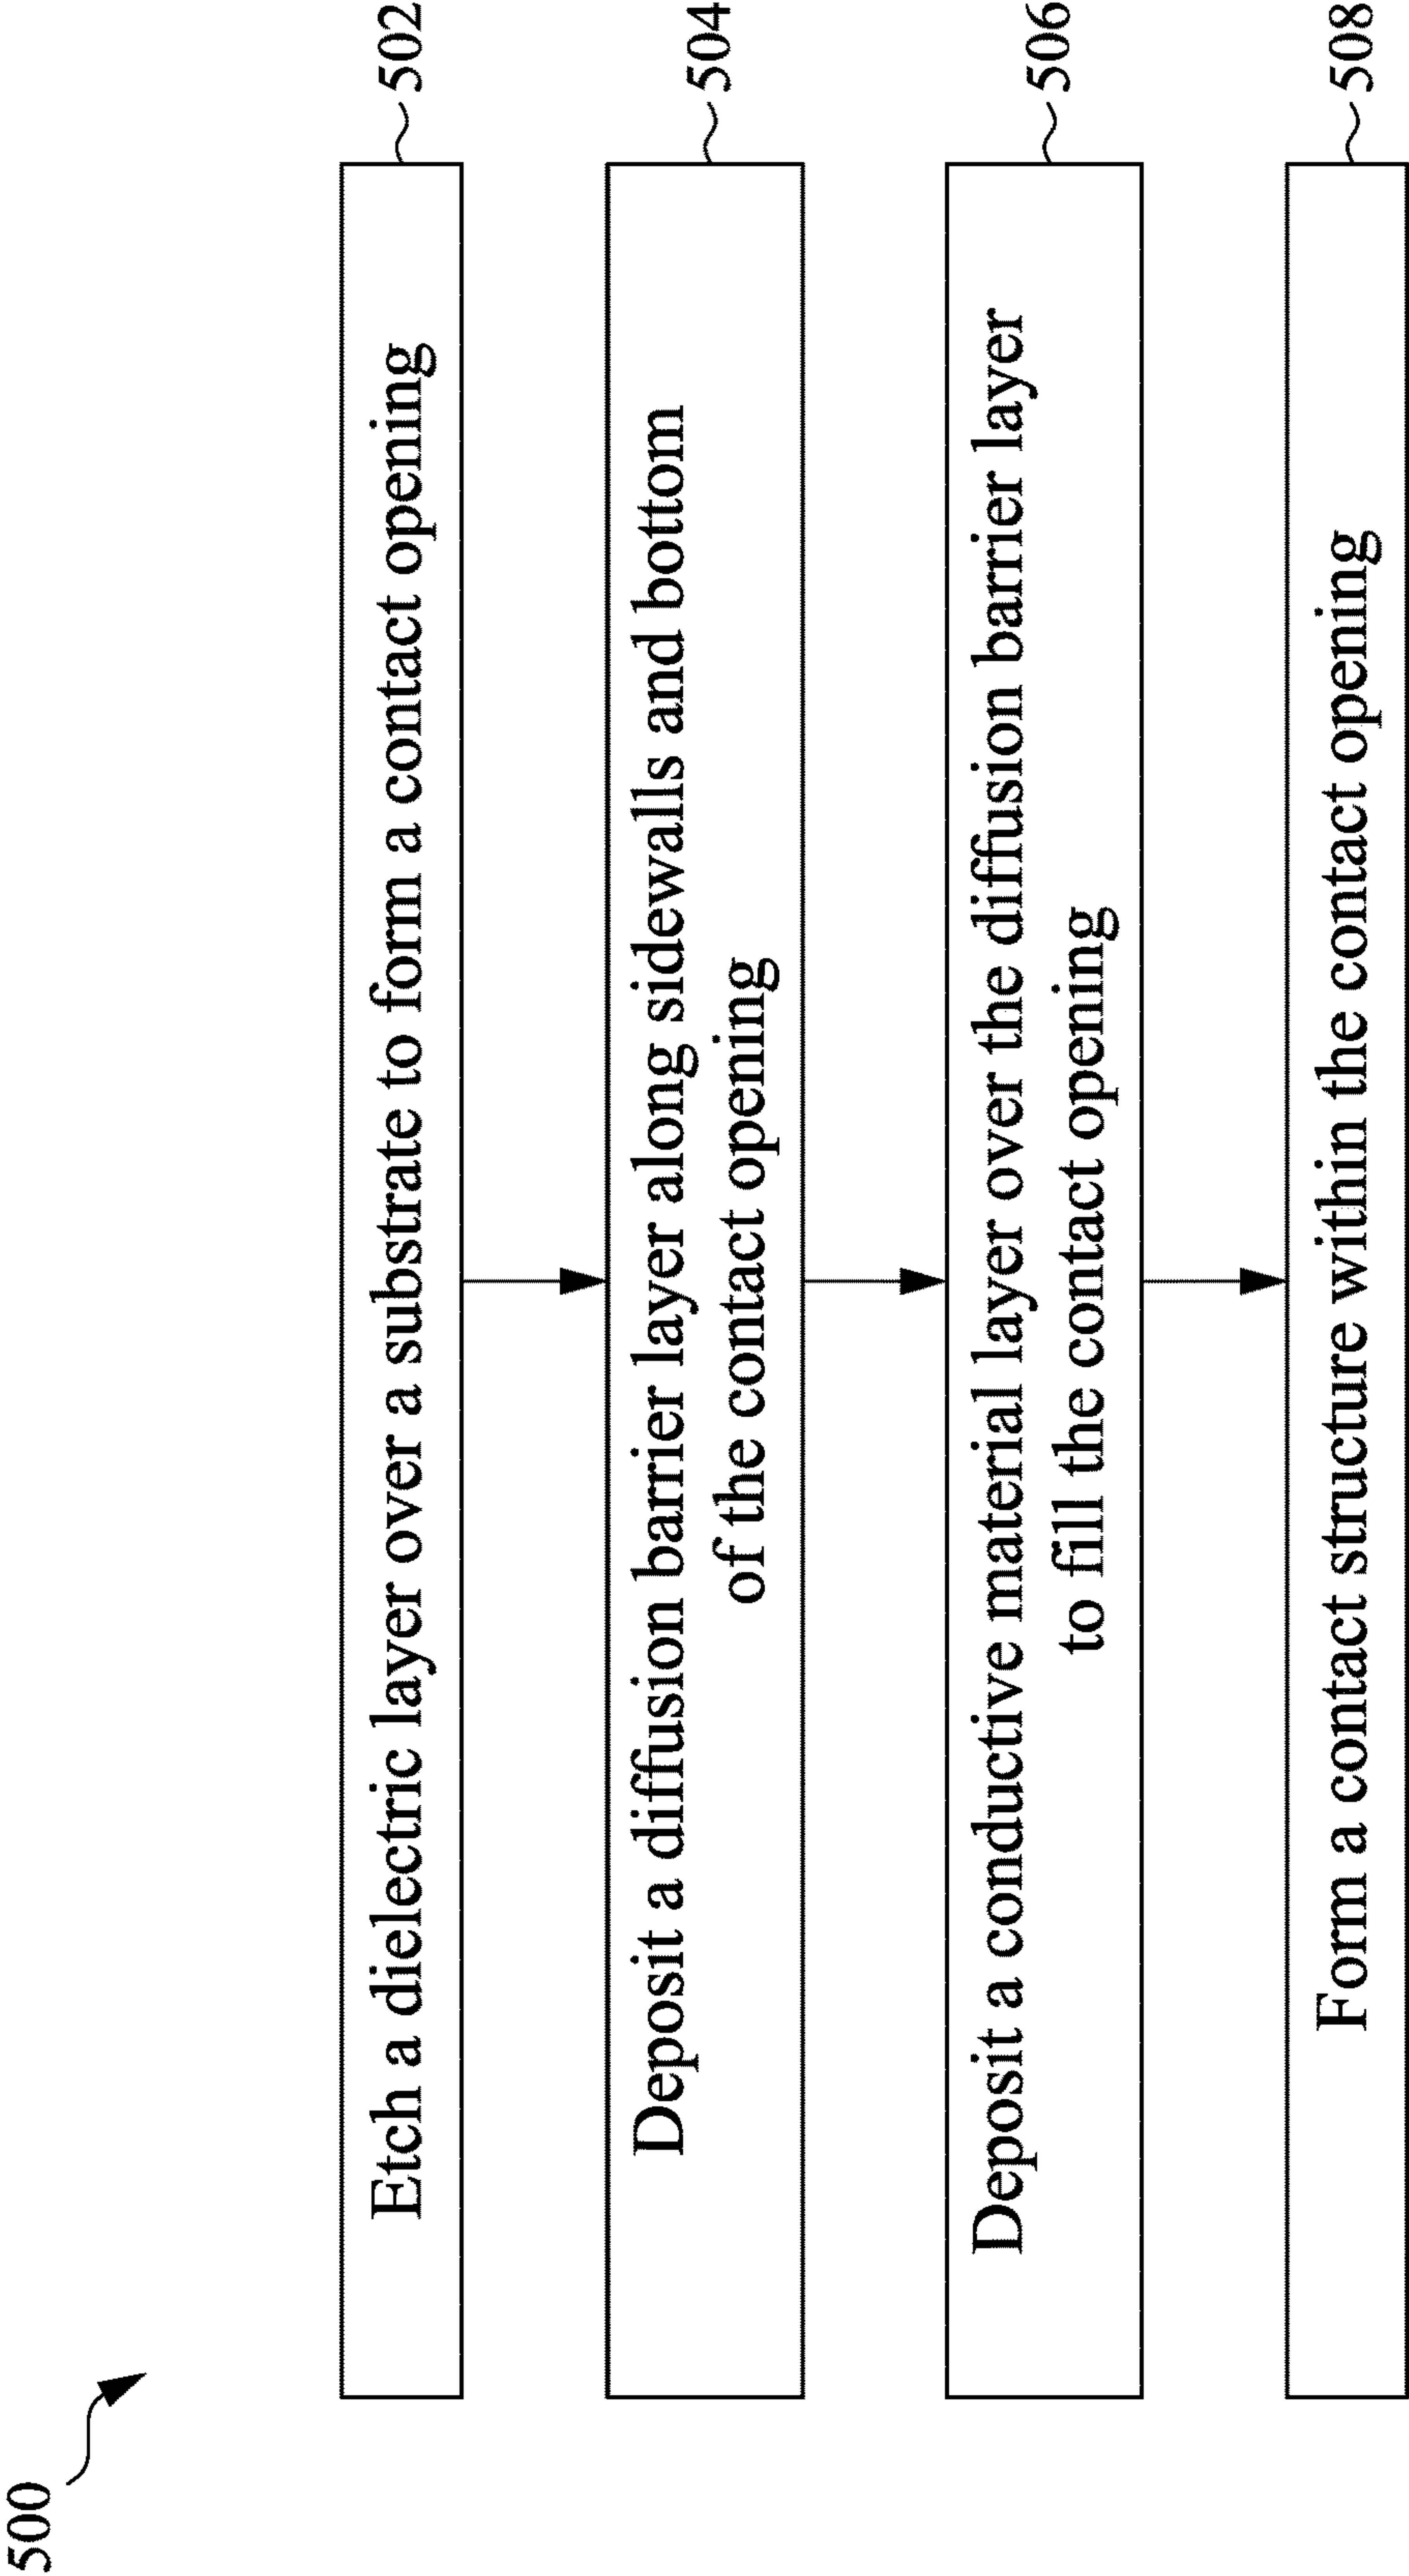 500
Etch a dielectric layer over a substrate to form a contact opening
502
Deposit a diffusion barrier layer along sidewalls and bottom
of the contact opening
504
Deposit a conductive material layer over the diffusion barrier layer
to fill the contact opening
506
Form a contact structure within the contact opening
508